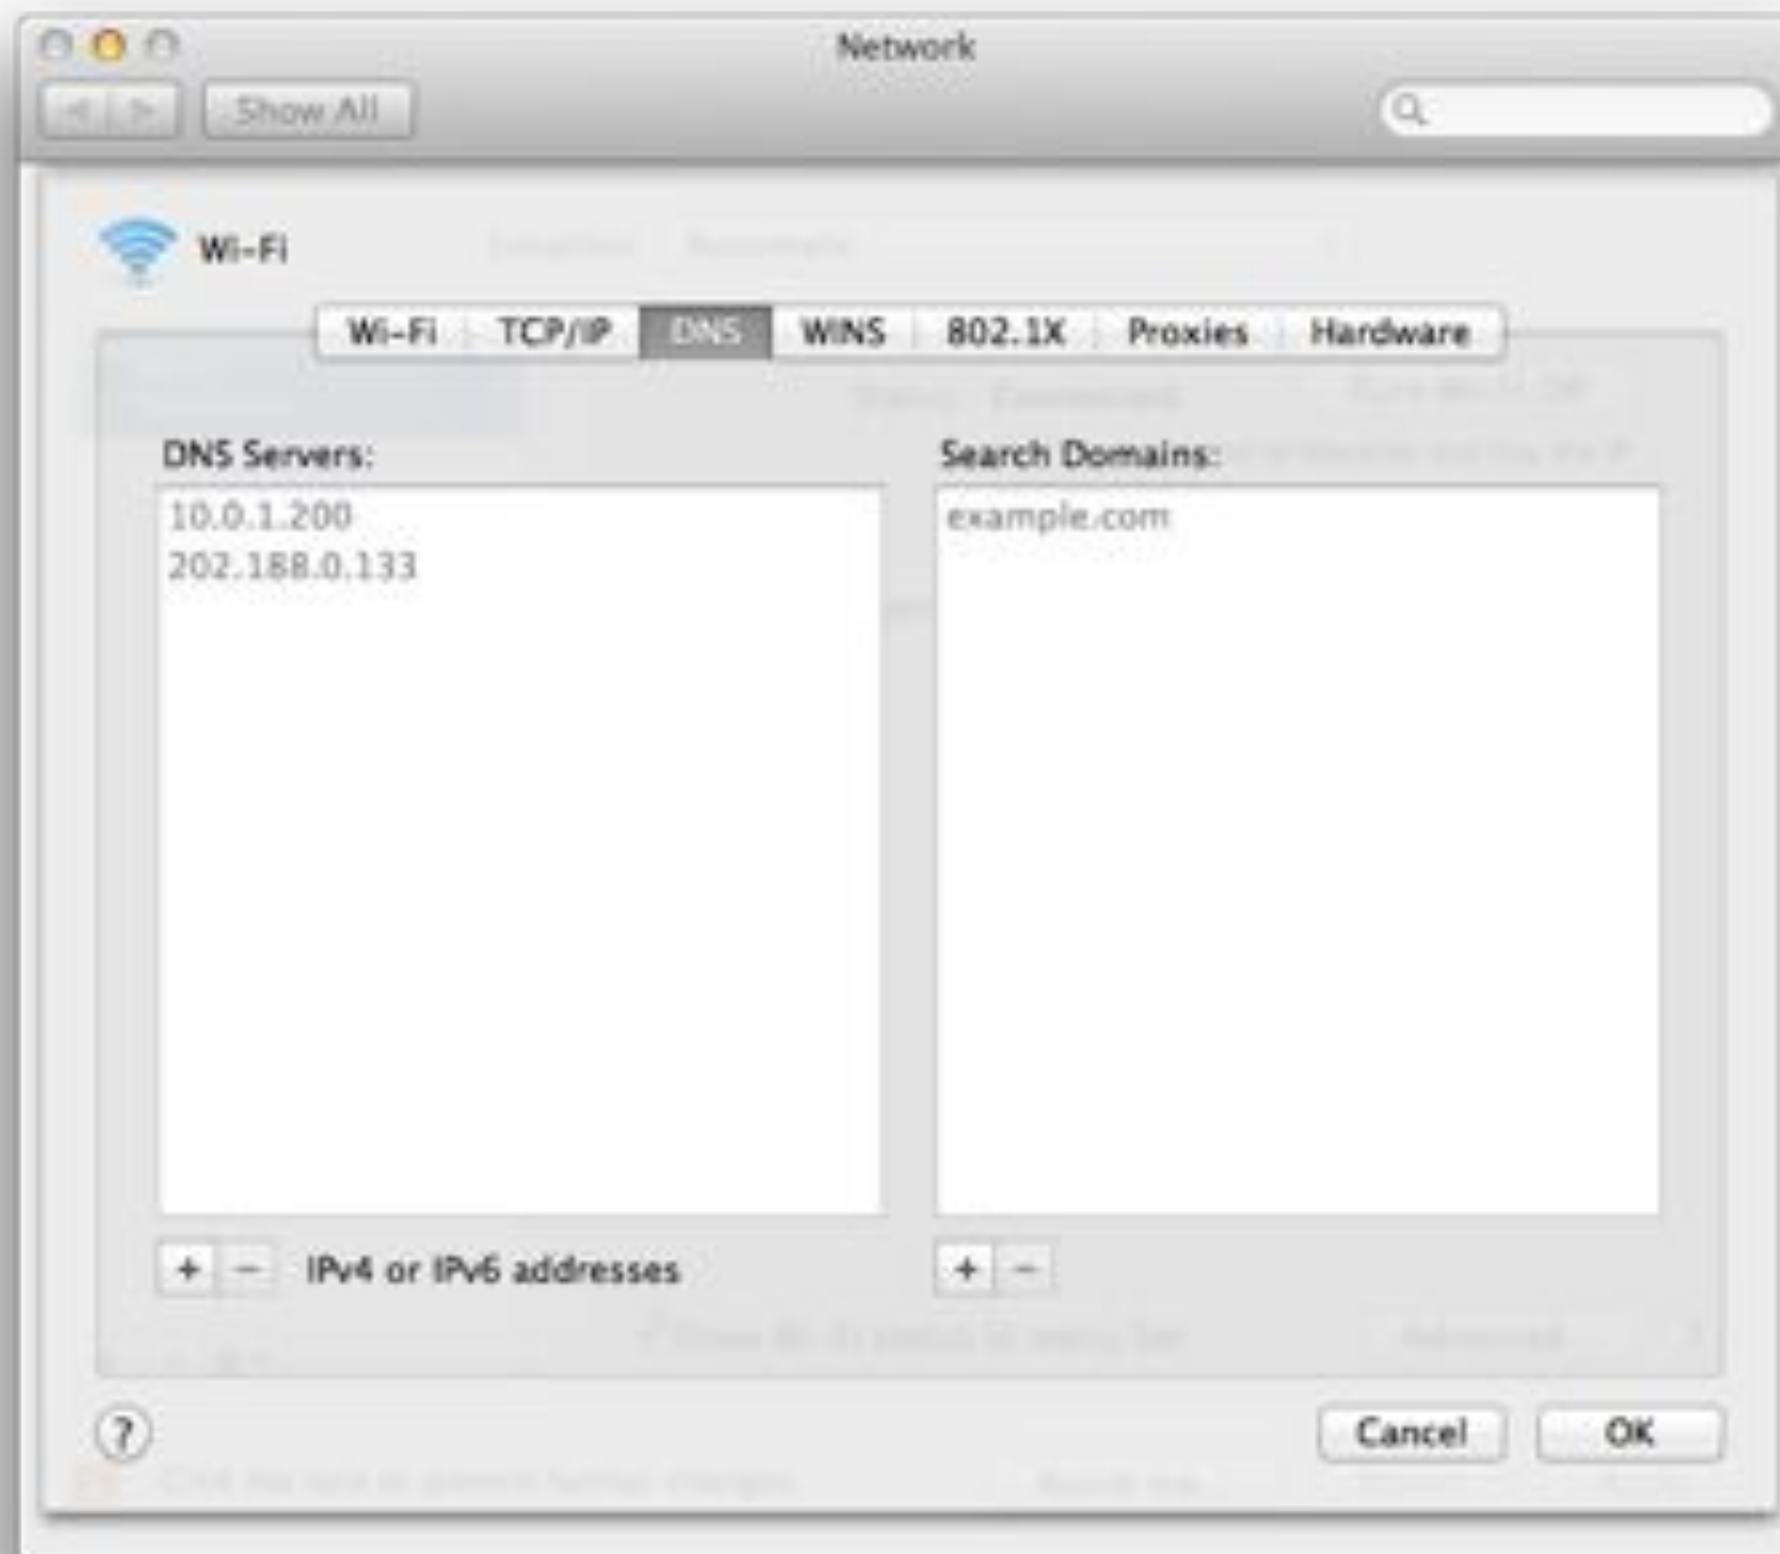 Network
Show All
Wi-Fi
Wi-Fi TCP/IP DNS WINS 802.1X Proxies Hardware
DNS Servers:
Search Domains:
10.0.1.200
202.188.0.133
example.com
+ − IPv4 or IPv6 addresses
+ −
?
Cancel
OK